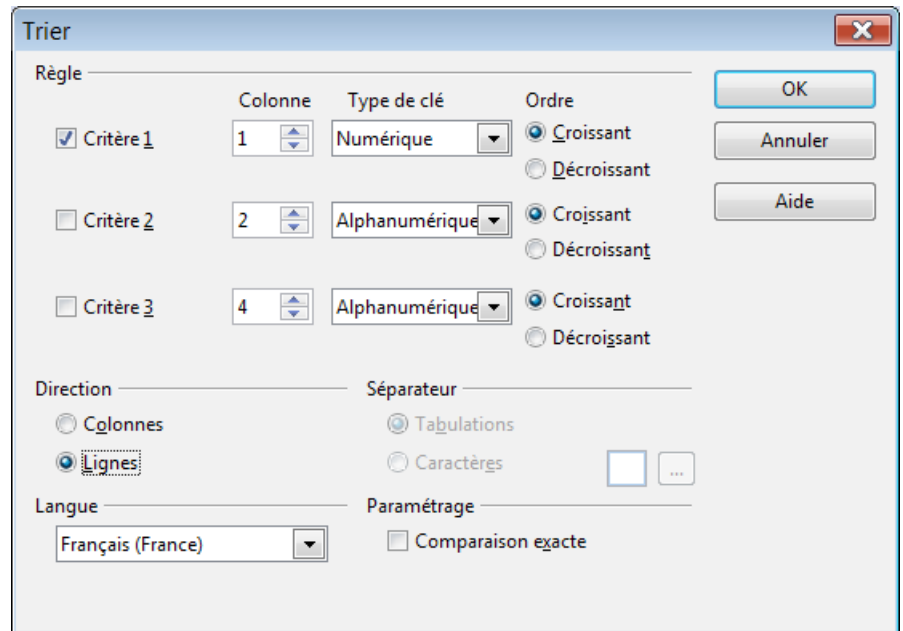 Trier
Règle
Colonne Type de clé Ordre
Critère 1 1 Numérique Croissant
Décroissant
Critère 2 2 Alphanumérique Croissant
Décroissant
Critère 3 4 Alphanumérique Croissant
Décroissant
OK
Annuler
Aide
Direction
Colonnes
Lignes
Séparateur
Tabulations
Caractères
...
Langue
Français (France)
Paramétrage
Comparaison exacte